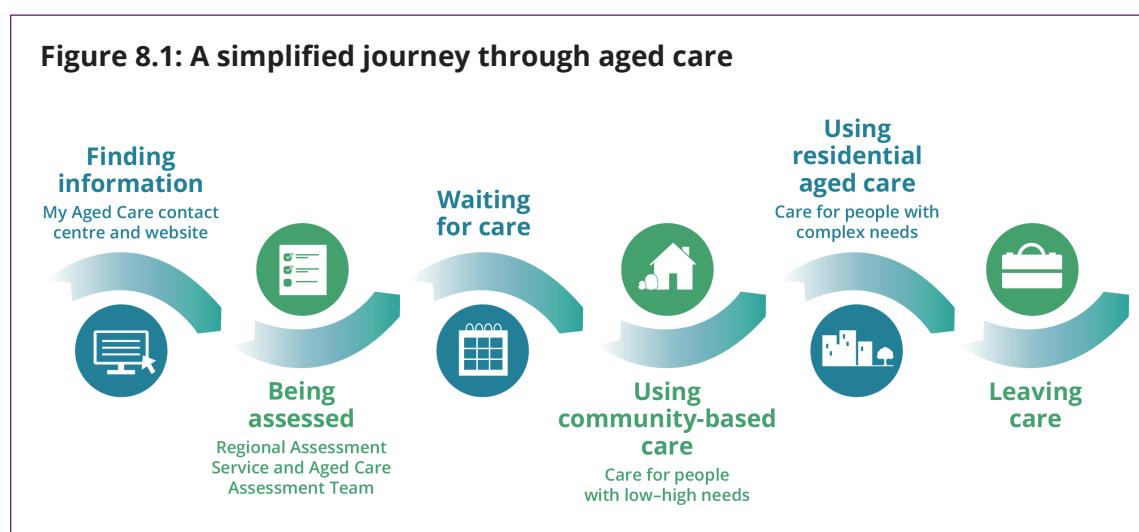 Figure 8.1: A simplified journey through aged care
Finding
information
My Aged Care contact
centre and website
Being
assessed
Regional Assessment
Service and Aged Care
Assessment Team
Waiting
for care
Using
community-based
care
Care for people
with low–high needs
Using
residential
aged care
Care for people with
complex needs
Leaving
care